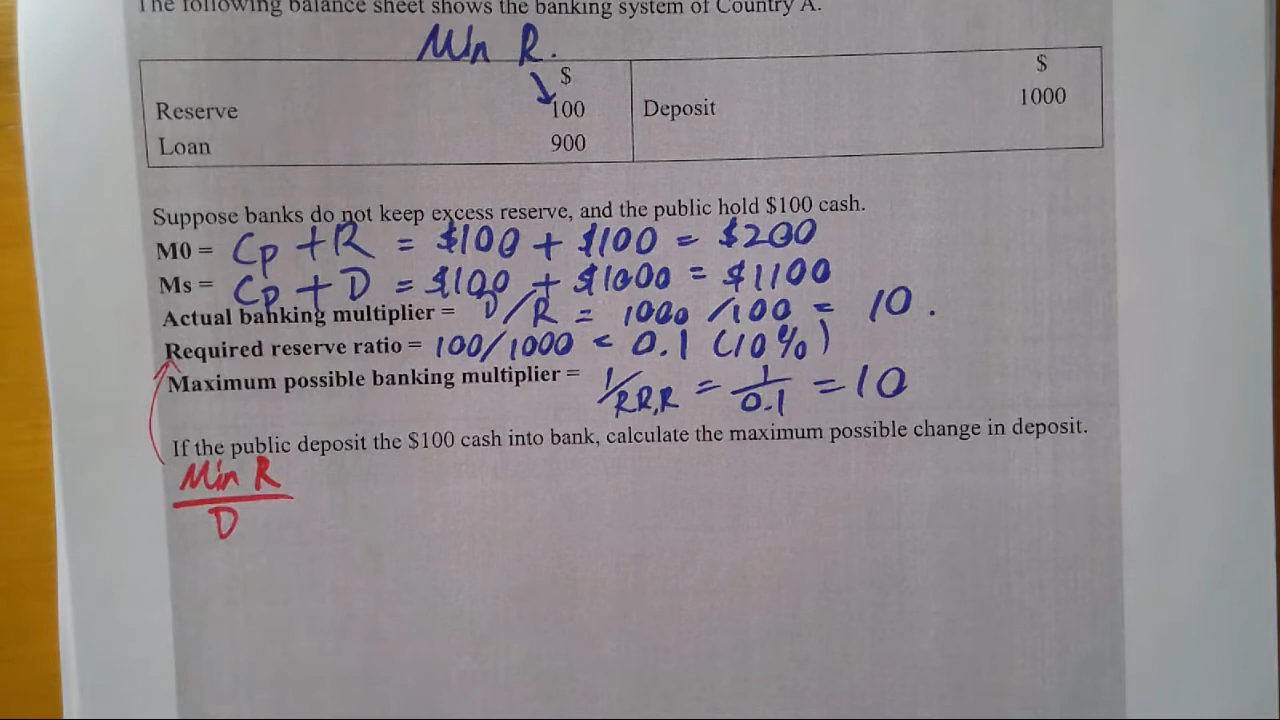 The following balance sheet shows the banking system of Country A.
Min R.
$ $
Reserve 100 Deposit 1000
Loan 900
Suppose banks do not keep excess reserve, and the public hold $100 cash.
M0 = Cp + R = $100 + $100 = $200
Ms = Cp + D = $100 + $1000 = $1100
Actual banking multiplier = D/R = 1000/100 = 10.
Required reserve ratio = 100/1000 = 0.1 (10%)
Maximum possible banking multiplier = 1/RRR = 1/0.1 = 10
If the public deposit the $100 cash into bank, calculate the maximum possible change in deposit.
Min R
D